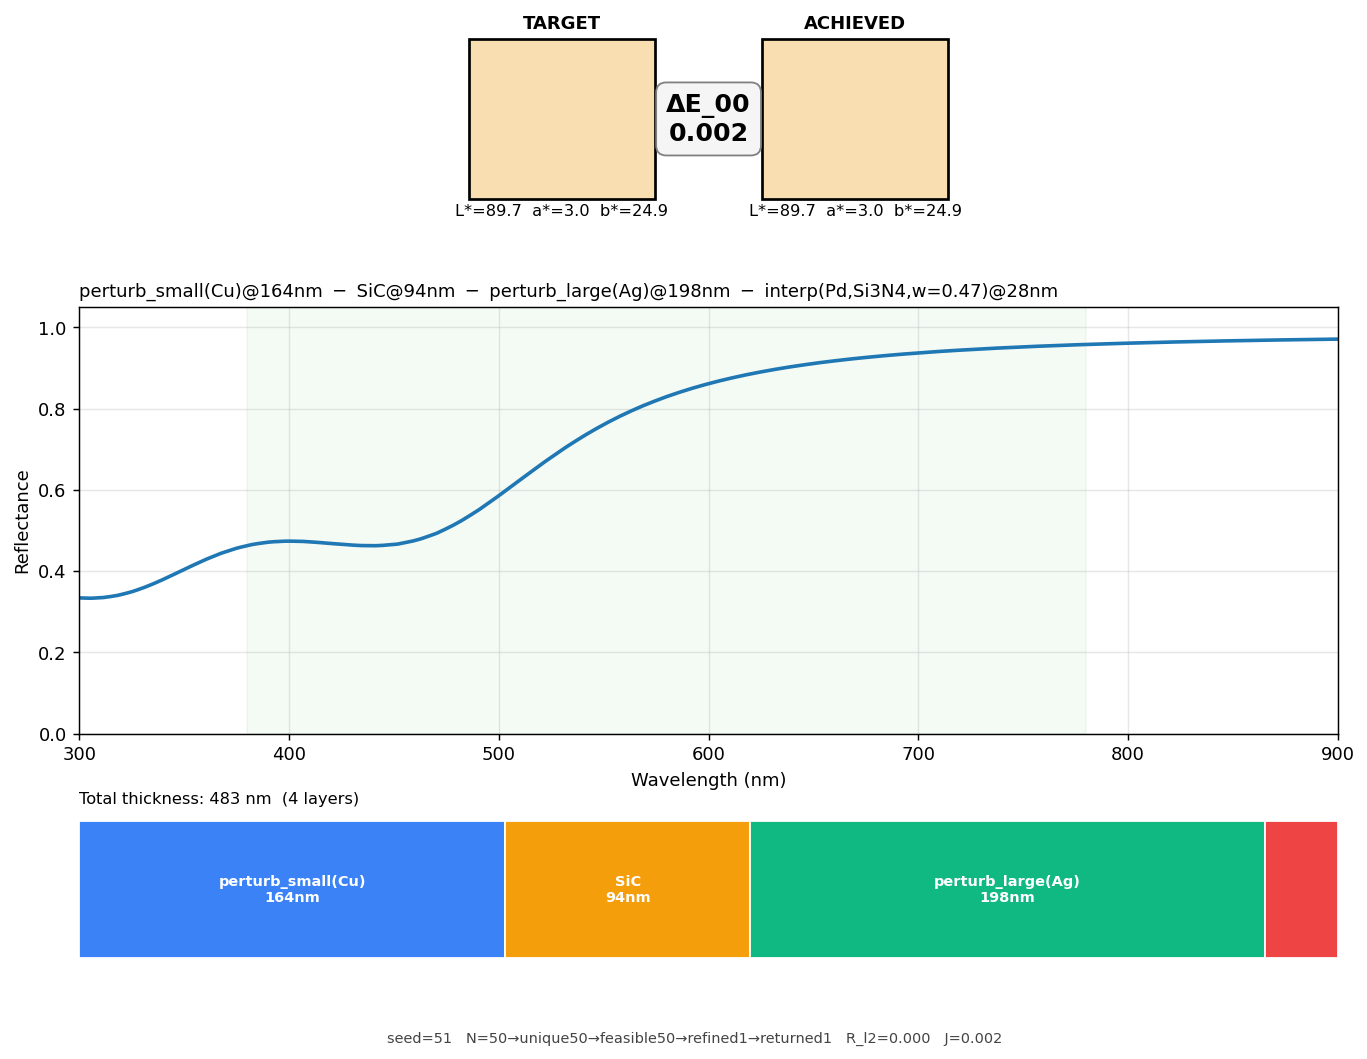 TARGET
ACHIEVED
ΔE_00
0.002
L*=89.7  a*=3.0  b*=24.9
L*=89.7  a*=3.0  b*=24.9
perturb_small(Cu)@164nm − SiC@94nm − perturb_large(Ag)@198nm − interp(Pd,Si3N4,w=0.47)@28nm
Reflectance
1.0
0.8
0.6
0.4
0.2
0.0
300
400
500
600
700
800
900
Wavelength (nm)
Total thickness: 483 nm  (4 layers)
perturb_small(Cu)
164nm
SiC
94nm
perturb_large(Ag)
198nm
seed=51   N=50→unique50→feasible50→refined1→returned1   R_l2=0.000   J=0.002